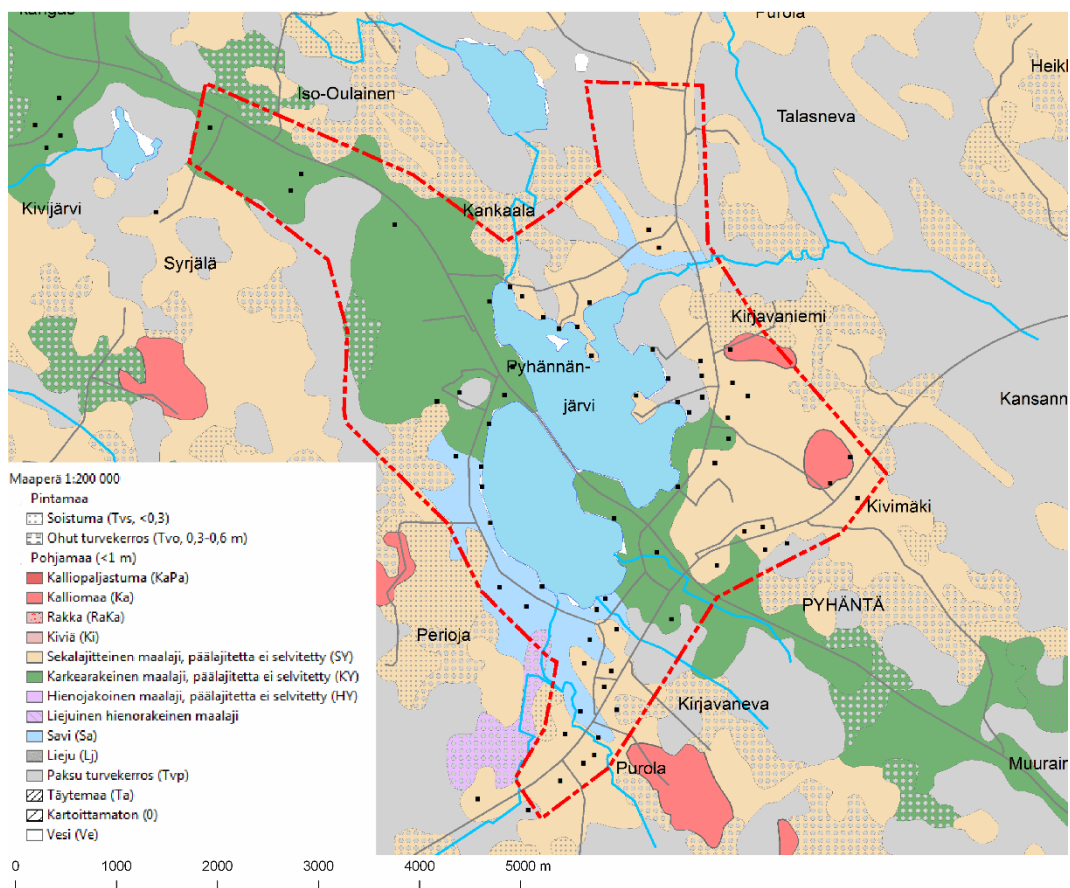 Kangas
Purola
Iso-Oulainen
Heikl
Talasneva
Kivijärvi
Kankaala
Syrjälä
Kirjavaniemi
Pyhännän-
järvi
Kansann
Kivimäki
PYHÄNTÄ
Perioja
Kirjavaneva
Purola
Muurain
Maaperä 1:200 000
Pintamaa
Soistuma (Tvs, <0,3)
Ohut turvekerros (Tvo, 0,3-0,6 m)
Pohjamaa (<1 m)
Kalliopaljastuma (KaPa)
Kalliomaa (Ka)
Rakka (RaKa)
Kiviä (Ki)
Sekalajitteinen maalaji, päälajitetta ei selvitetty (SY)
Karkearakeinen maalaji, päälajitetta ei selvitetty (KY)
Hienojakoinen maalaji, päälajitetta ei selvitetty (HY)
Liejuinen hienorakeinen maalaji
Savi (Sa)
Lieju (Lj)
Paksu turvekerros (Tvp)
Täytemaa (Ta)
Kartoittamaton (0)
Vesi (Ve)
0 1000 2000 3000 4000 5000 m